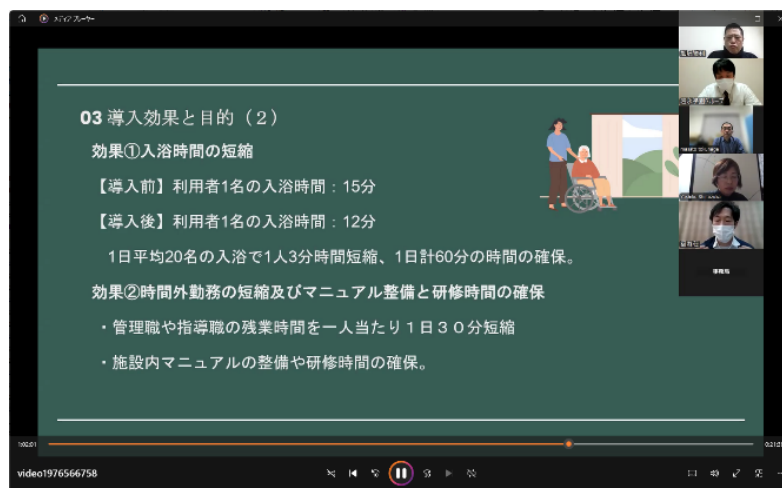 メディア プレーヤー
03 導入効果と目的（２）
効果①入浴時間の短縮
【導入前】利用者1名の入浴時間：15分
【導入後】利用者1名の入浴時間：12分
1日平均20名の入浴で1人3分時間短縮、1日計60分の時間の確保。
効果②時間外勤務の短縮及びマニュアル整備と研修時間の確保
・管理職や指導職の残業時間を一人当たり１日３０分短縮
・施設内マニュアルの整備や研修時間の確保。
事務局
1:02:01
video1976566758